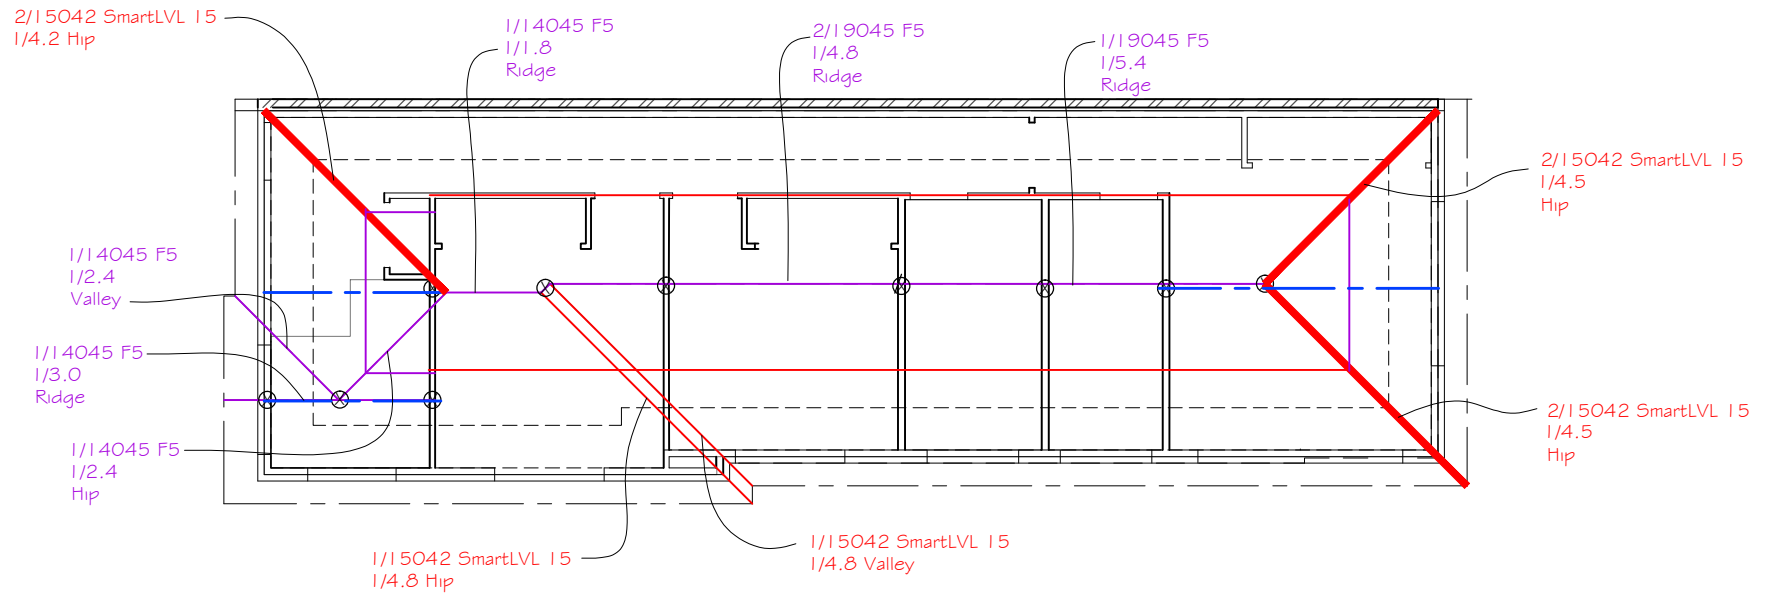 2/15042 SmartLVL 15
1/4.2 Hip
1/14045 F5
1/1.8
Ridge
2/19045 F5
1/4.8
Ridge
1/19045 F5
1/5.4
Ridge
2/15042 SmartLVL 15
1/4.5
Hip
1/14045 F5
1/2.4
Valley
1/14045 F5
1/3.0
Ridge
1/14045 F5
1/2.4
Hip
2/15042 SmartLVL 15
1/4.5
Hip
1/15042 SmartLVL 15
1/4.8 Hip
1/15042 SmartLVL 15
1/4.8 Valley